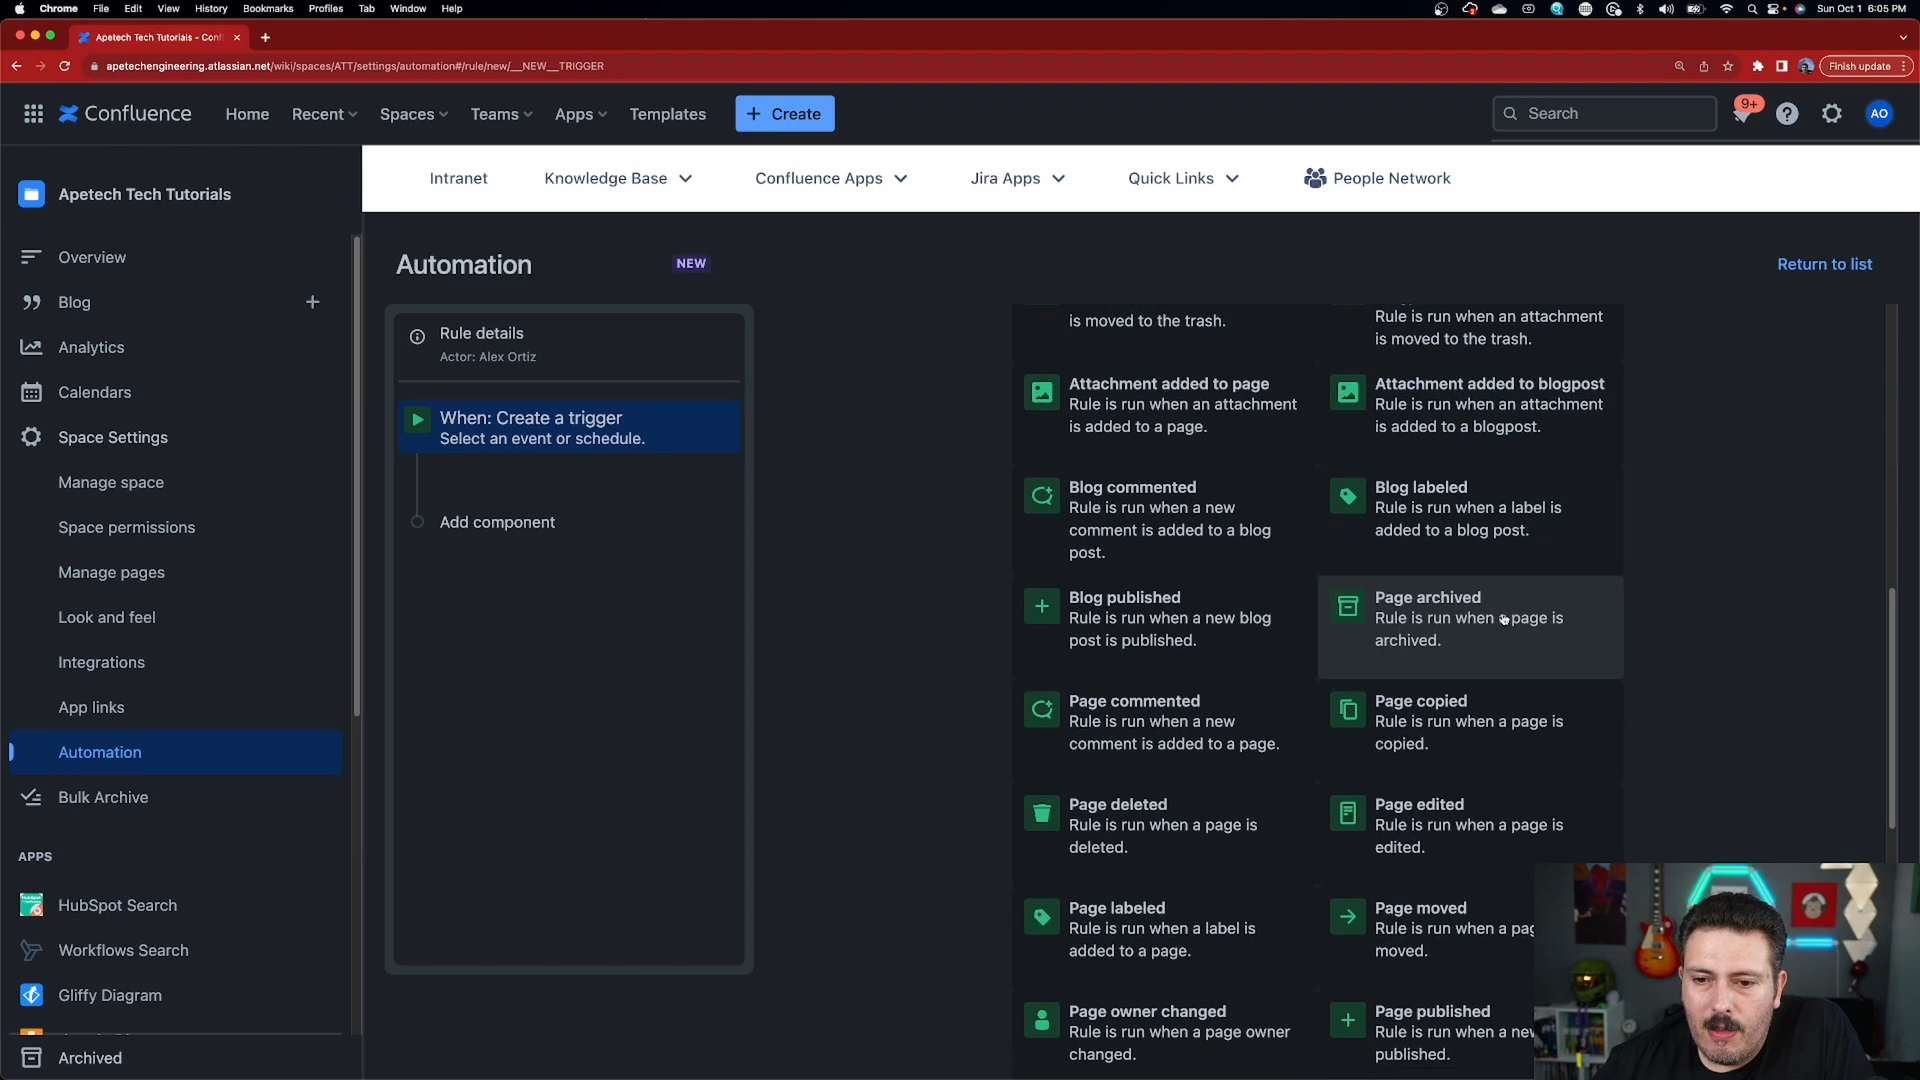 Chrome File Edit View History Bookmarks Profiles Tab Window Help
Sun Oct 1 6:05 PM
Apetech Tech Tutorials - Conf
apetechengineering.atlassian.net/wiki/spaces/ATT/settings/automation#/rule/new/__NEW__TRIGGER
Finish update
Confluence
Home
Recent
Spaces
Teams
Apps
Templates
+ Create
Search
9+
AO
Apetech Tech Tutorials
Intranet
Knowledge Base
Confluence Apps
Jira Apps
Quick Links
People Network
Overview
Blog
Analytics
Calendars
Space Settings
Manage space
Space permissions
Manage pages
Look and feel
Integrations
App links
Automation
Bulk Archive
APPS
HubSpot Search
Workflows Search
Gliffy Diagram
Archived
Automation
NEW
Return to list
Rule details
Actor: Alex Ortiz
When: Create a trigger
Select an event or schedule.
Add component
is moved to the trash.
Rule is run when an attachment
is moved to the trash.
Attachment added to page
Rule is run when an attachment
is added to a page.
Attachment added to blogpost
Rule is run when an attachment
is added to a blogpost.
Blog commented
Rule is run when a new
comment is added to a blog
post.
Blog labeled
Rule is run when a label is
added to a blog post.
Blog published
Rule is run when a new blog
post is published.
Page archived
Rule is run when a page is
archived.
Page commented
Rule is run when a new
comment is added to a page.
Page copied
Rule is run when a page is
copied.
Page deleted
Rule is run when a page is
deleted.
Page edited
Rule is run when a page is
edited.
Page labeled
Rule is run when a label is
added to a page.
Page moved
Rule is run when a
moved.
Page owner changed
Rule is run when a page owner
changed.
Page published
Rule is run when a
published.